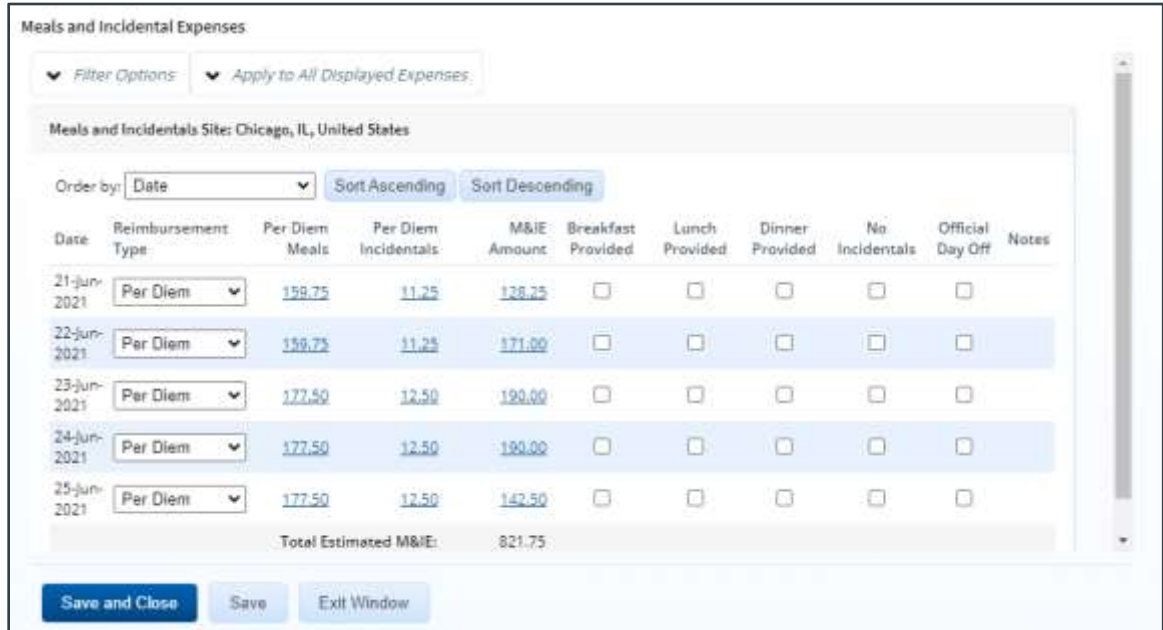 Meals and Incidental Expenses
Filter Options Apply to All Displayed Expenses
Meals and Incidentals Site: Chicago, IL, United States
Order by: Date Sort Ascending Sort Descending
Date Reimbursement Type Per Diem Meals Per Diem Incidentals M&IE Amount Breakfast Provided Lunch Provided Dinner Provided No Incidentals Official Day Off Notes
21-Jun-2021 Per Diem 159.75 11.25 128.25
22-Jun-2021 Per Diem 159.75 11.25 171.00
23-Jun-2021 Per Diem 177.50 12.50 190.00
24-Jun-2021 Per Diem 177.50 12.50 190.00
25-Jun-2021 Per Diem 177.50 12.50 142.50
Total Estimated M&IE: 821.75
Save and Close Save Exit Window